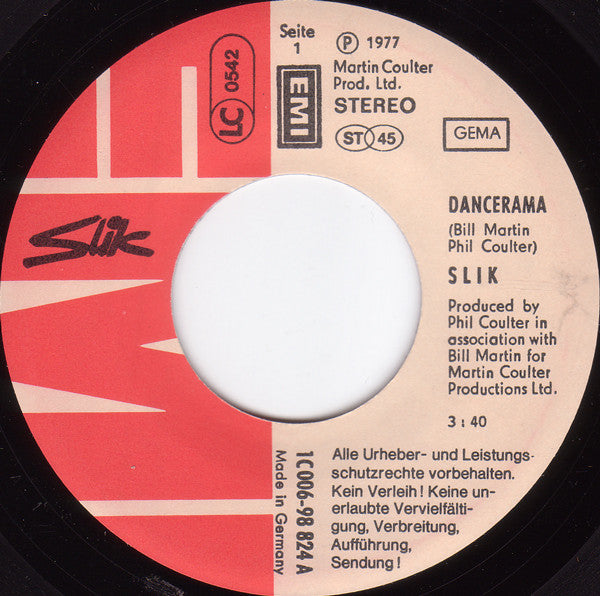 Slik
LC 0542
EMI
Seite
1
℗ 1977
Martin Coulter
Prod. Ltd.
STEREO
ST 45
GEMA
DANCERAMA
(Bill Martin
Phil Coulter)
SLIK
Produced by
Phil Coulter in
association with
Bill Martin for
Martin Coulter
Productions Ltd.
3:40
1C 006-98 824 A
Made in Germany
Alle Urheber- und Leistungs-
schutzrechte vorbehalten.
Kein Verleih! Keine un-
erlaubte Vervielfälti-
gung, Verbreitung,
Aufführung,
Sendung!